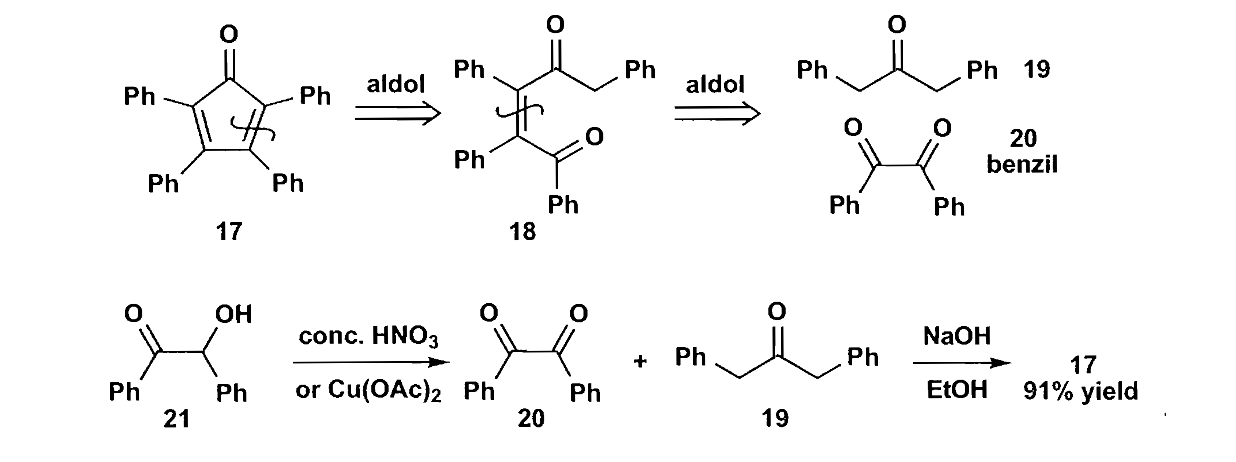 O
Ph
Ph
Ph
Ph
17
aldol
O
Ph
Ph
Ph
O
Ph
18
aldol
O
Ph
Ph
19
O
O
Ph
Ph
20
benzil
O
OH
Ph
Ph
21
conc. HNO3
or Cu(OAc)2
O
O
Ph
Ph
20
+
O
Ph
Ph
19
NaOH
EtOH
17
91% yield